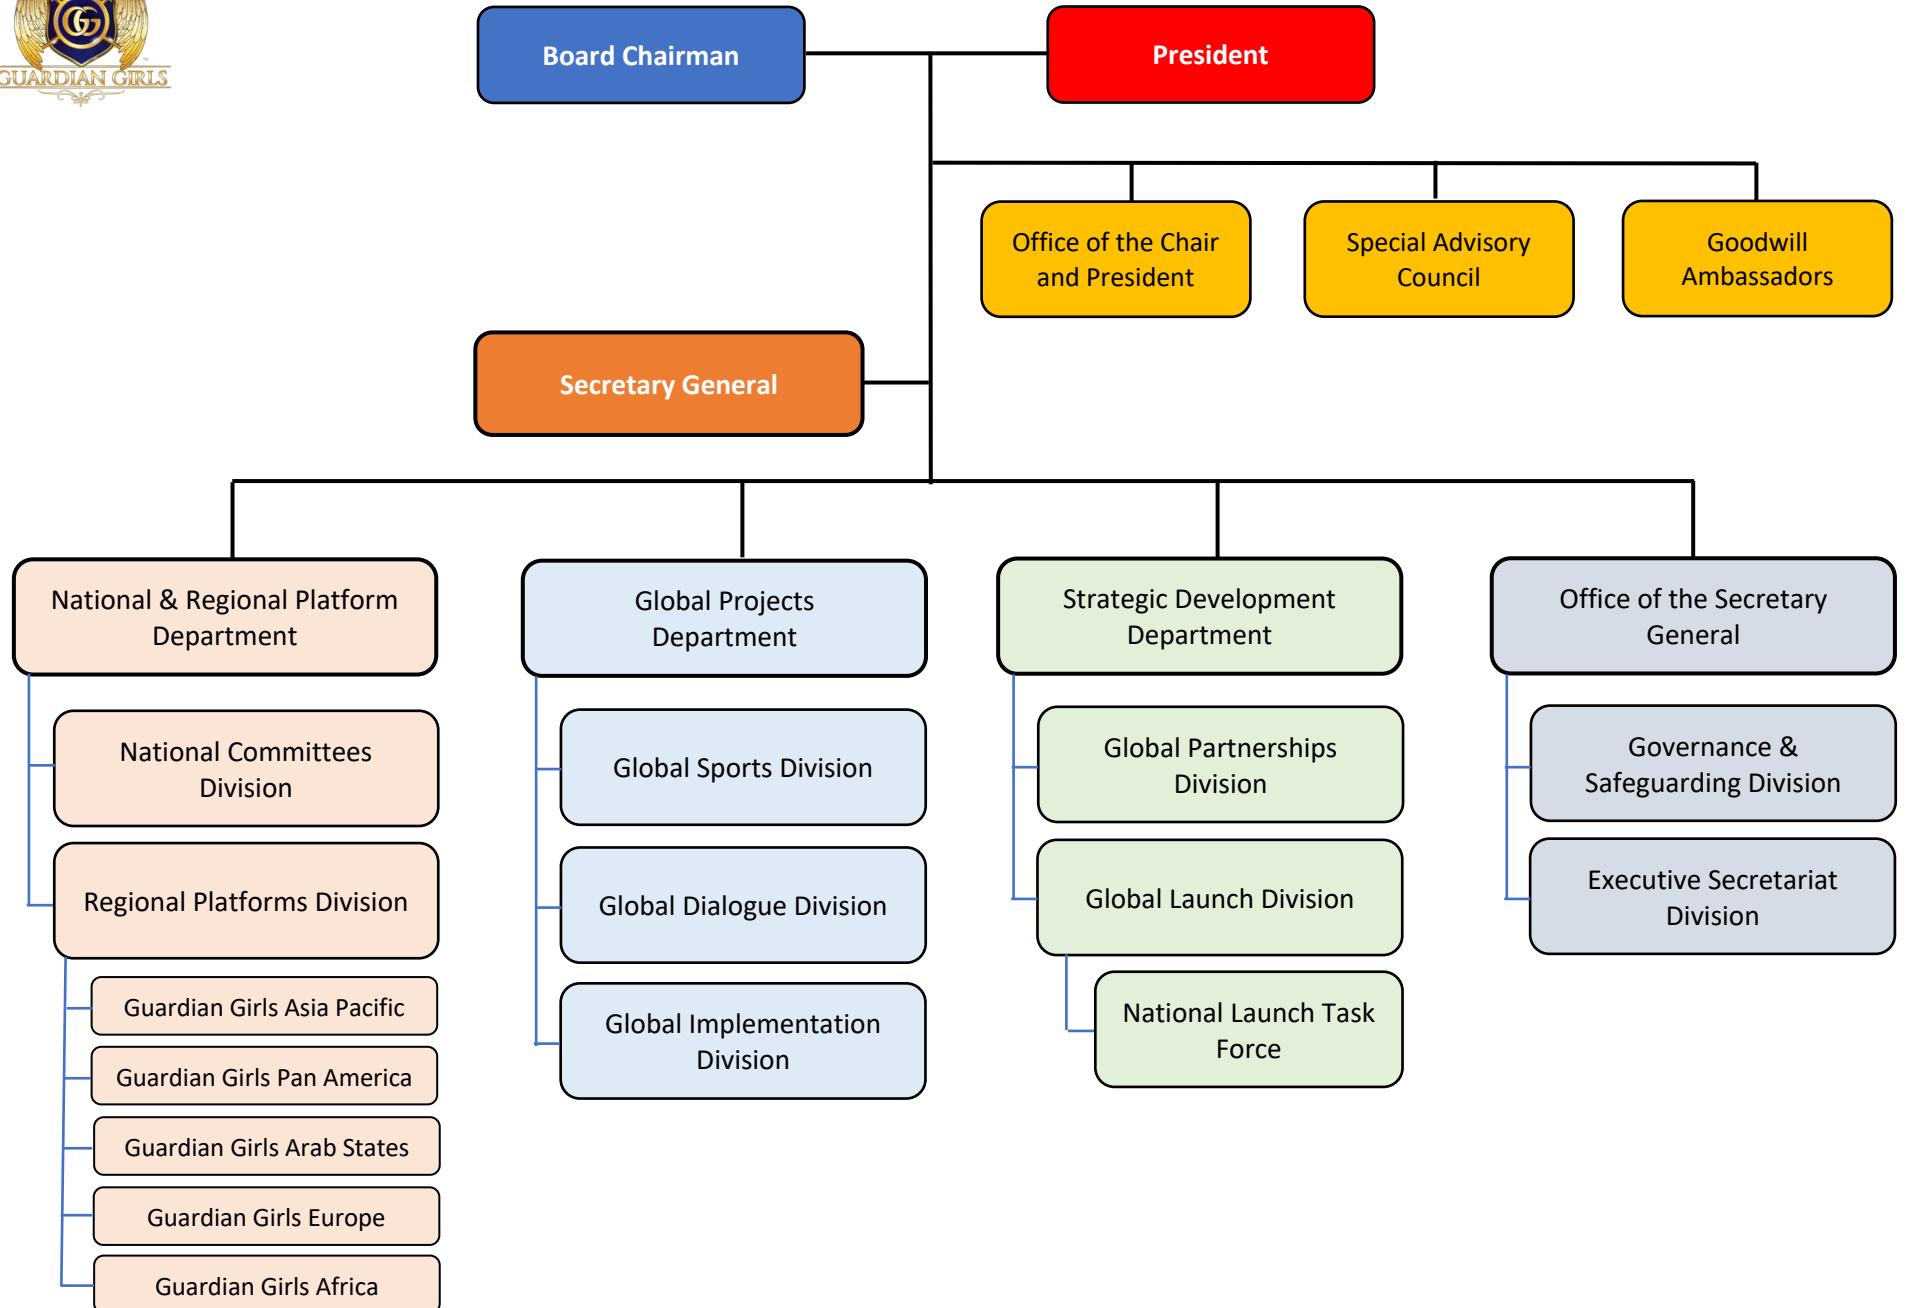 GG
GUARDIAN GIRLS
Board Chairman
President
Office of the Chair
and President
Special Advisory
Council
Goodwill
Ambassadors
Secretary General
National & Regional Platform
Department
Global Projects
Department
Strategic Development
Department
Office of the Secretary
General
National Committees
Division
Regional Platforms Division
Guardian Girls Asia Pacific
Guardian Girls Pan America
Guardian Girls Arab States
Guardian Girls Europe
Guardian Girls Africa
Global Sports Division
Global Dialogue Division
Global Implementation
Division
Global Partnerships
Division
Global Launch Division
National Launch Task
Force
Governance &
Safeguarding Division
Executive Secretariat
Division